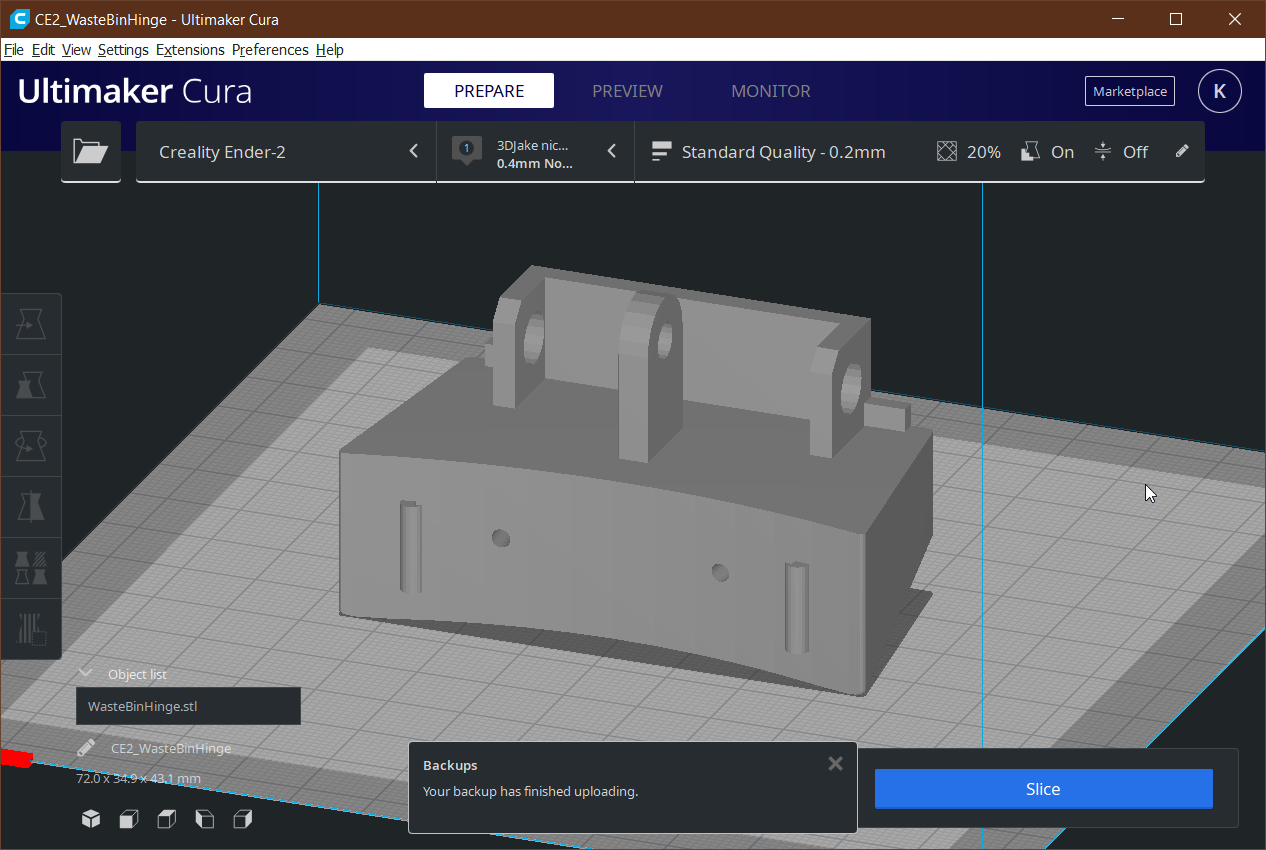 CE2_WasteBinHinge - Ultimaker Cura
File Edit View Settings Extensions Preferences Help
Ultimaker Cura
PREPARE
PREVIEW
MONITOR
Marketplace
K
Creality Ender-2
1
3DJake nic...
0.4mm No...
Standard Quality - 0.2mm
20%
On
Off
Object list
WasteBinHinge.stl
CE2_WasteBinHinge
72.0 x 34.9 x 43.1 mm
Backups
Your backup has finished uploading.
Slice